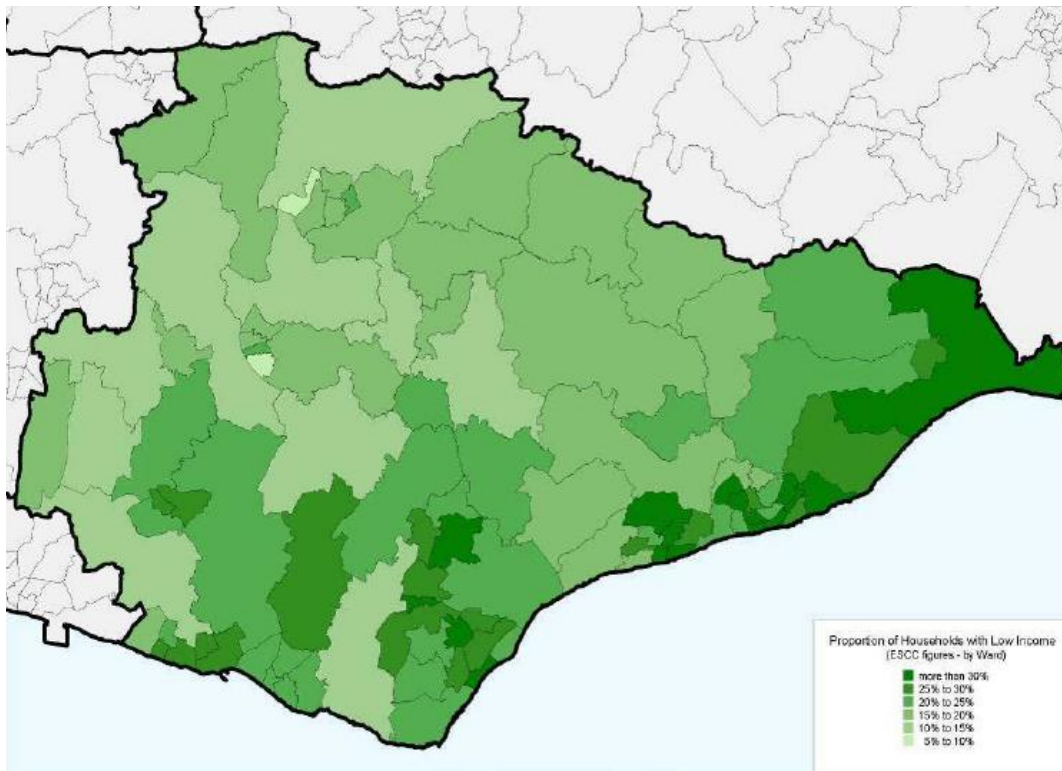 Proportion of Households with Low Income
(ESCC figures - by Ward)
more than 30%
25% to 30%
20% to 25%
15% to 20%
10% to 15%
5% to 10%